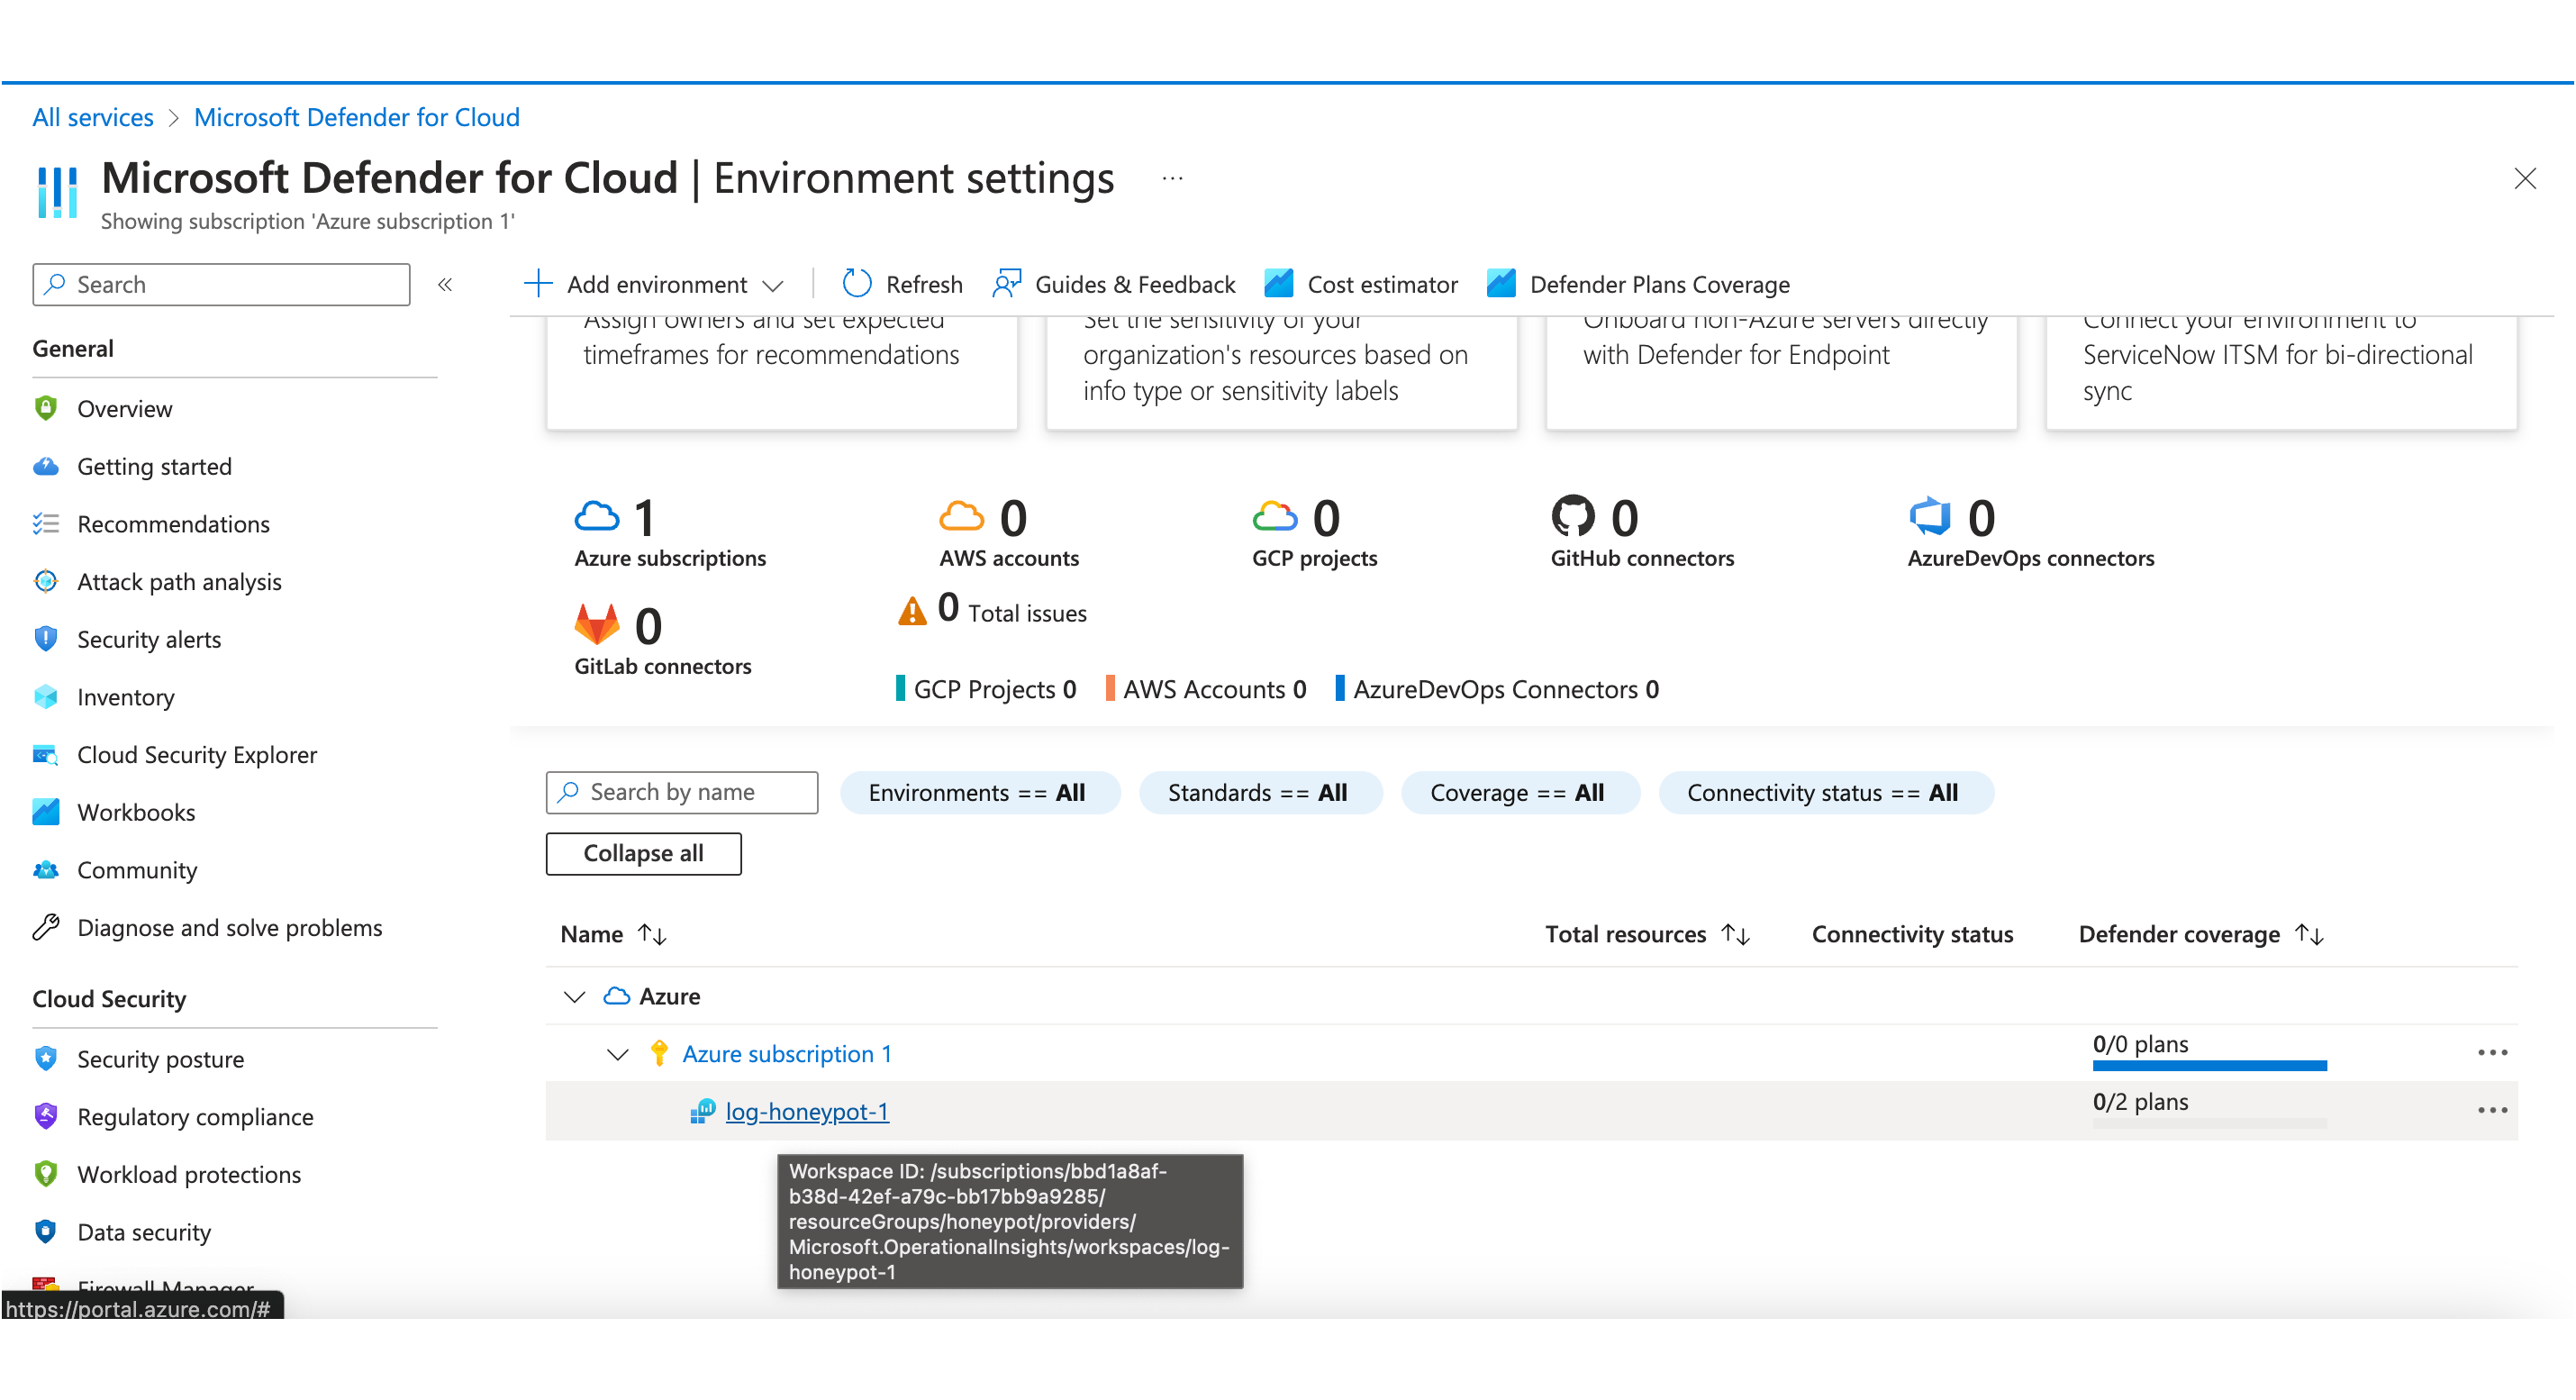 All services > Microsoft Defender for Cloud
Microsoft Defender for Cloud | Environment settings ...
Showing subscription 'Azure subscription 1'
Search
«
General
Overview
Getting started
Recommendations
Attack path analysis
Security alerts
Inventory
Cloud Security Explorer
Workbooks
Community
Diagnose and solve problems
Cloud Security
Security posture
Regulatory compliance
Workload protections
Data security
Firewall Manager
https://portal.azure.com/#
Add environment
Refresh
Guides & Feedback
Cost estimator
Defender Plans Coverage
Assign owners and set expected
timeframes for recommendations
Set the sensitivity of your
organization's resources based on
info type or sensitivity labels
Onboard non-Azure servers directly
with Defender for Endpoint
Connect your environment to
ServiceNow ITSM for bi-directional
sync
1
Azure subscriptions
0
AWS accounts
0
GCP projects
0
GitHub connectors
0
AzureDevOps connectors
0
GitLab connectors
0 Total issues
GCP Projects 0
AWS Accounts 0
AzureDevOps Connectors 0
Search by name
Environments == All
Standards == All
Coverage == All
Connectivity status == All
Collapse all
Name
Total resources
Connectivity status
Defender coverage
Azure
Azure subscription 1
0/0 plans
log-honeypot-1
0/2 plans
Workspace ID: /subscriptions/bbd1a8af-
b38d-42ef-a79c-bb17bb9a9285/
resourceGroups/honeypot/providers/
Microsoft.OperationalInsights/workspaces/log-
honeypot-1